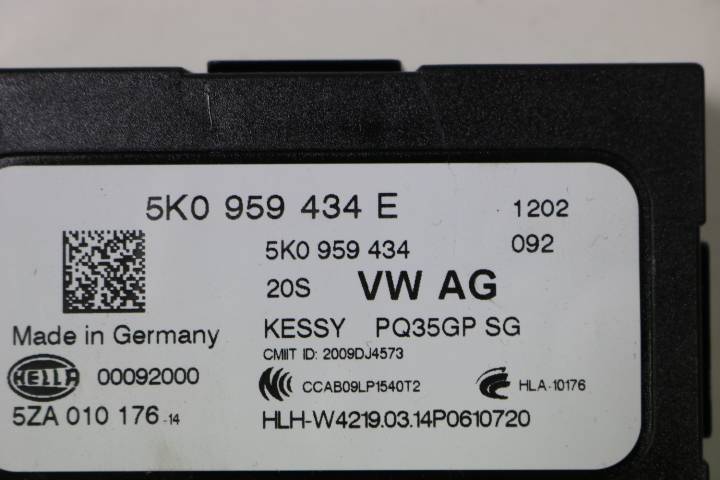 5K0 959 434 E 1202
5K0 959 434 092
20S VW AG
Made in Germany KESSY PQ35GP SG
CMIIT ID: 2009DJ4573
HELLA 00092000 CCAB09LP1540T2 HLA-10176
5ZA 010 176 -14 HLH-W4219.03.14P0610720